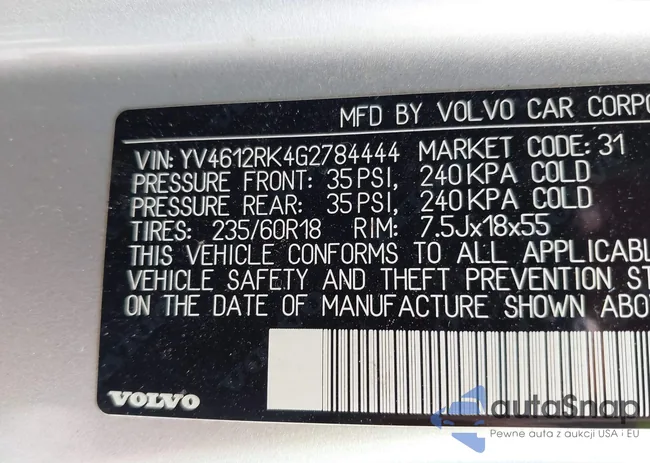 MFD BY VOLVO CAR CORPO
VIN: YV4612RK4G2784444 MARKET CODE: 31
PRESSURE FRONT: 35PSI, 240KPA COLD
PRESSURE REAR: 35PSI, 240KPA COLD
TIRES: 235/60R18 RIM: 7.5Jx18x55
THIS VEHICLE CONFORMS TO ALL APPLICABL
VEHICLE SAFETY AND THEFT PREVENTION ST
ON THE DATE OF MANUFACTURE SHOWN ABO
VOLVO
autoSnap
Pewne auta z aukcji USA i EU